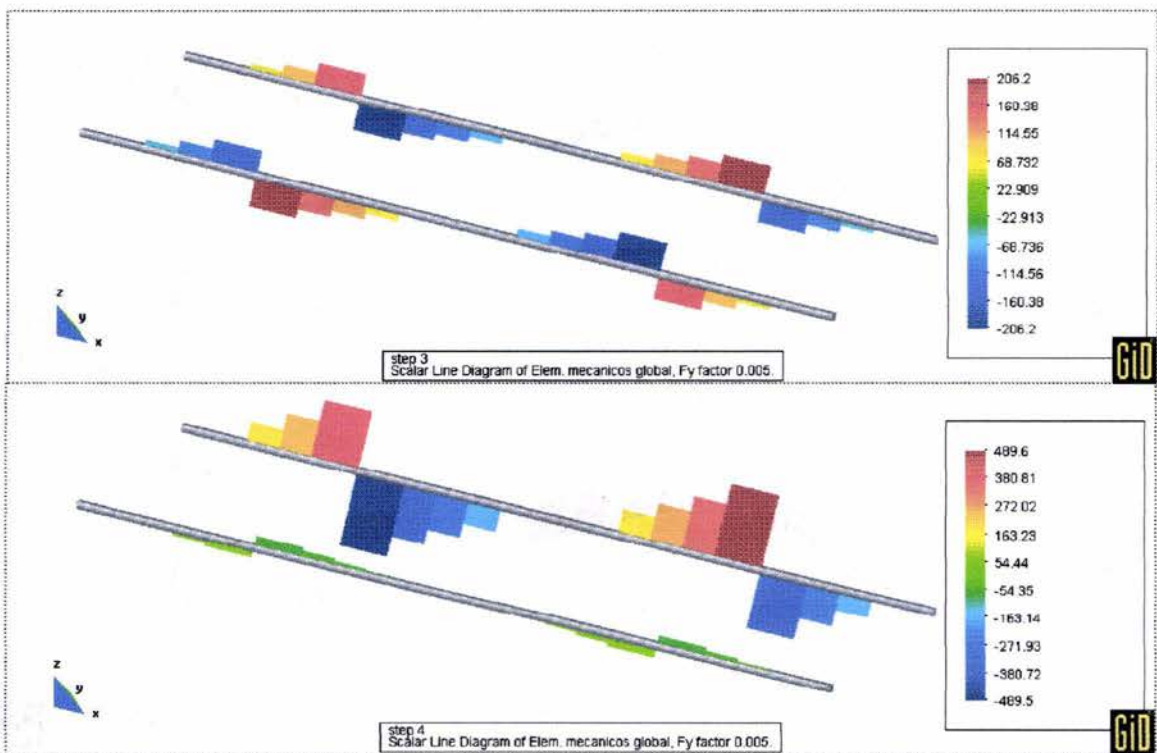 206.2
160.38
114.55
68.732
22.909
-22.913
-68.736
-114.56
-160.38
-206.2
z
y
x
step 3
Scalar Line Diagram of Elem. mecanicos global, Fy factor 0.005.
GiD
489.6
380.81
272.02
163.23
54.44
-54.35
-163.14
-271.93
-380.72
-489.5
z
y
x
step 4
Scalar Line Diagram of Elem. mecanicos global, Fy factor 0.005.
GiD